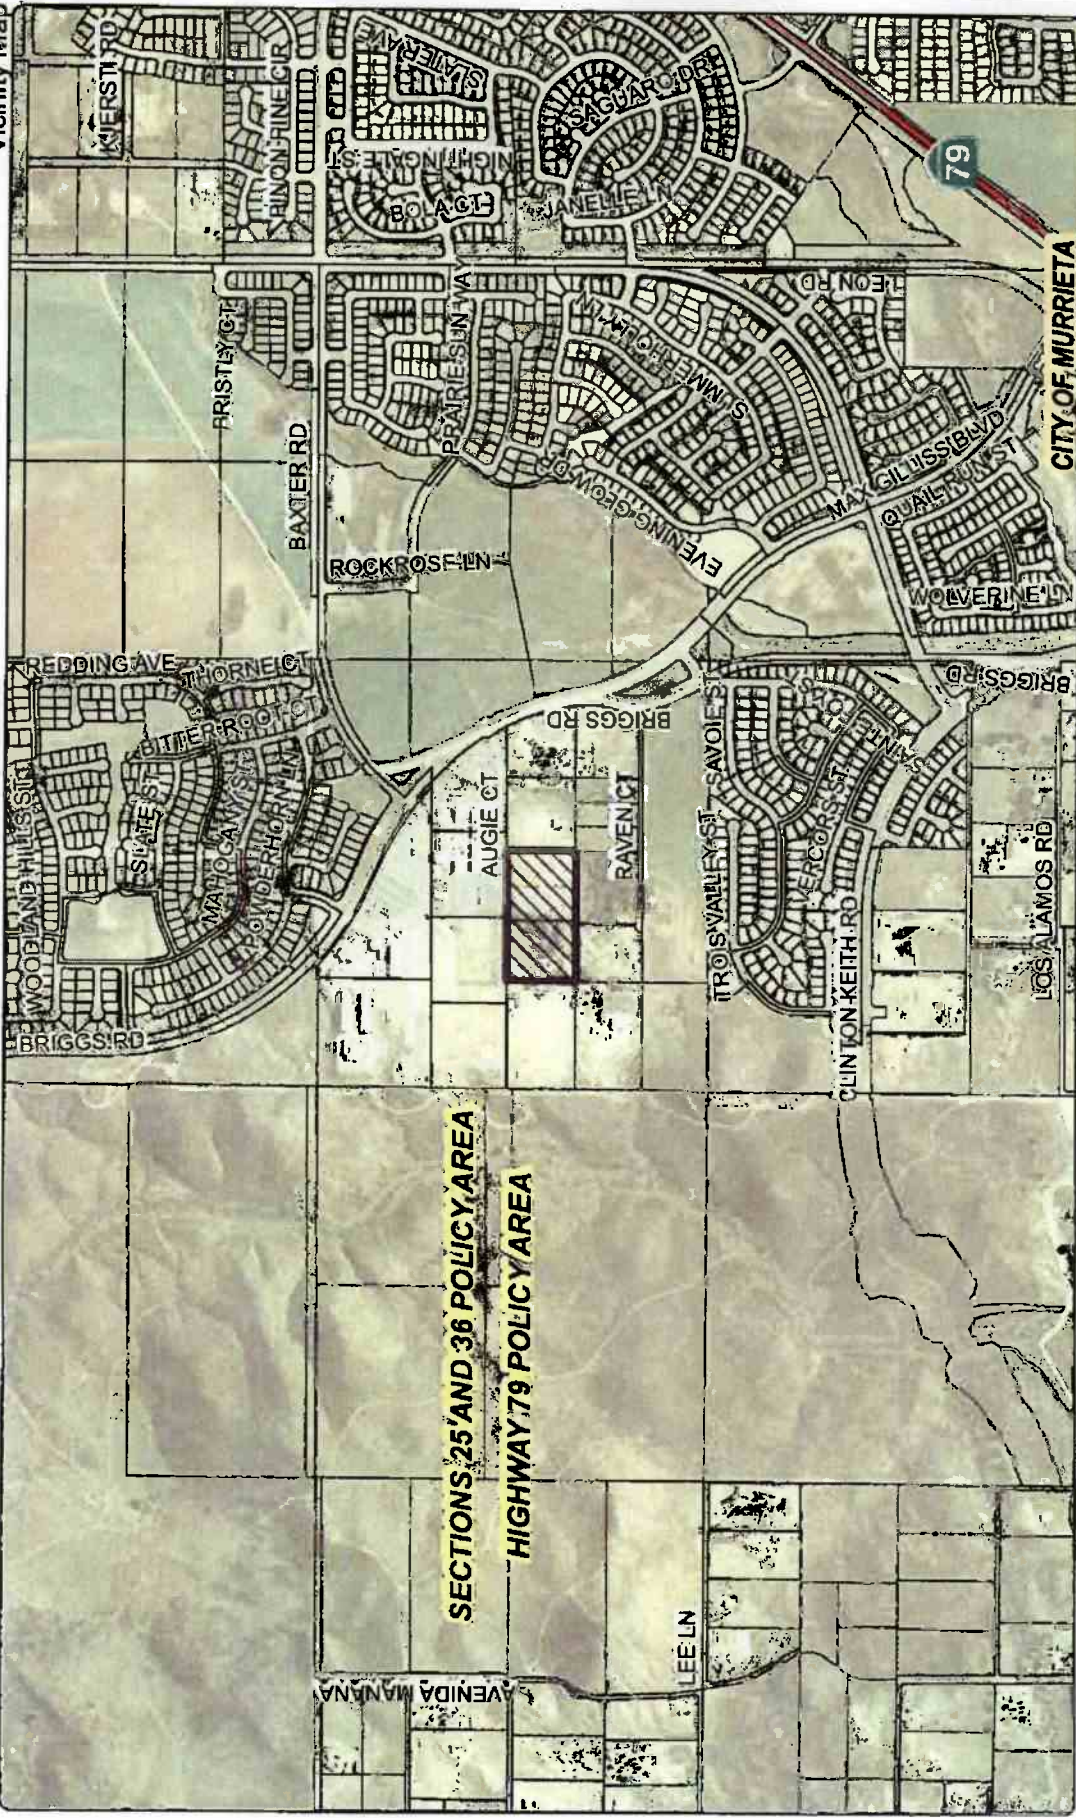 Vicinity Map
KIERSTI RD
PINON PINE CIR
SLATER A
SAGUARO DR
NIGHTINGALE S
BOLA CT
JANELLE LN
79
CITY OF MURRIETA
LEON RD
BRISTLY CT
BAXTER RD
PRAIRIE SUN WAY
SUMMERHOLLY LN
MAX GILLISS BLVD
QUAIL RUN ST
EVENING GLOW DR
ROCKROSE LN
WOLVERINE LN
REDDING AVE
THORNE CT
BITTER ROOT CT
WOODLAND HILLS ST
SLATE ST
MAHOGANY ST
POWDERHORN LN
BRIGGS RD
BRIGGS RD
BRIGGS RD
AUGIE CT
RAVEN CT
SAVOIE S
TROIS VALLEY ST
VERCORS ST
CLINTON KEITH RD
LOS ALAMOS RD
SECTIONS 25 AND 36 POLICY AREA
HIGHWAY 79 POLICY AREA
LEE LN
AVENIDA MANANA